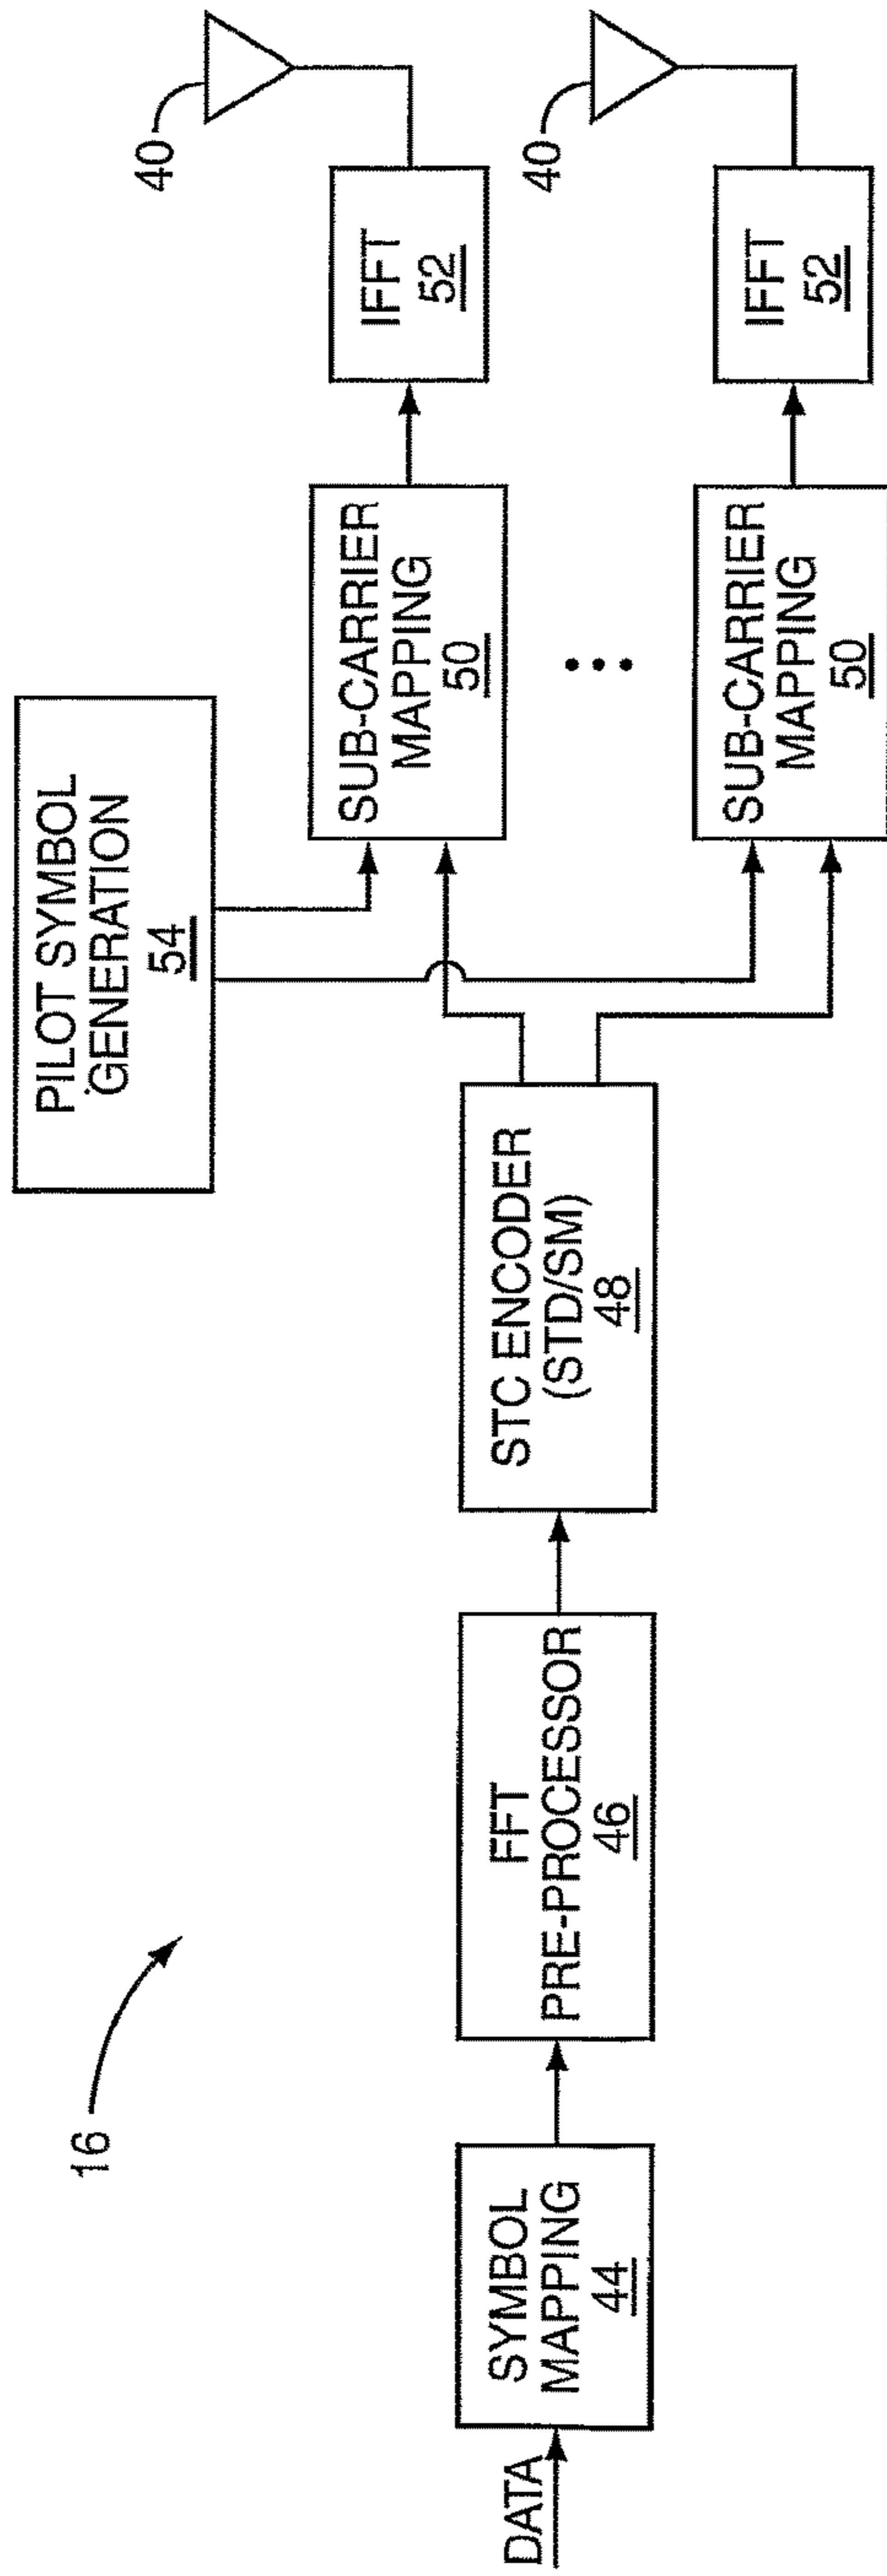 16
DATA
SYMBOL
MAPPING
44
FFT
PRE-PROCESSOR
46
STC ENCODER
(STD/SM)
48
PILOT SYMBOL
GENERATION
54
SUB-CARRIER
MAPPING
50
IFFT
52
40
SUB-CARRIER
MAPPING
50
IFFT
52
40